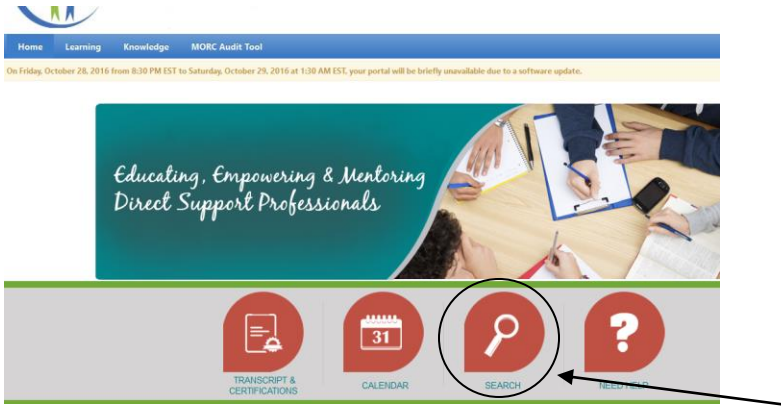 Home Learning Knowledge MORC Audit Tool
On Friday, October 28, 2016 from 8:30 PM EST to Saturday, October 29, 2016 at 1:30 AM EST, your portal will be briefly unavailable due to a software update.
Educating, Empowering & Mentoring
Direct Support Professionals
31
?
TRANSCRIPT &
CERTIFICATIONS
CALENDAR
SEARCH
NEED HELP